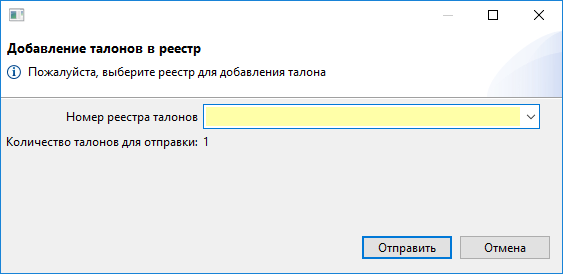 Добавление талонов в реестр
Пожалуйста, выберите реестр для добавления талона
Номер реестра талонов
Количество талонов для отправки: 1
Отправить Отмена